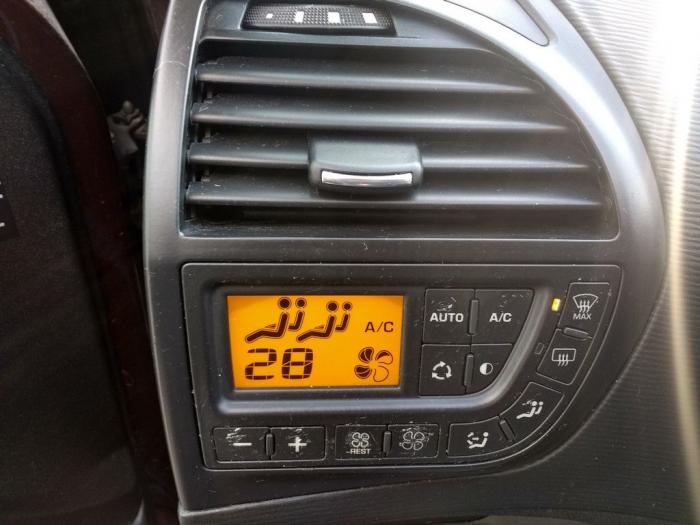 A/C
28
AUTO
A/C
MAX
− +
REST